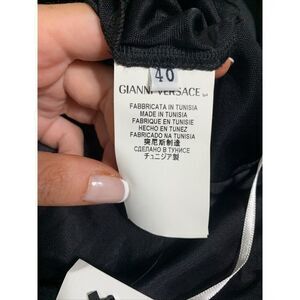 40
GIANNI VERSACE
FABBRICATA IN TUNISIA
MADE IN TUNISIA
FABRIQUE EN TUNISIE
HECHO EN TUNEZ
FABRICADO NA TUNISIA
突尼斯制造
СДЕЛАНО В ТУНИСЕ
チュニジア製